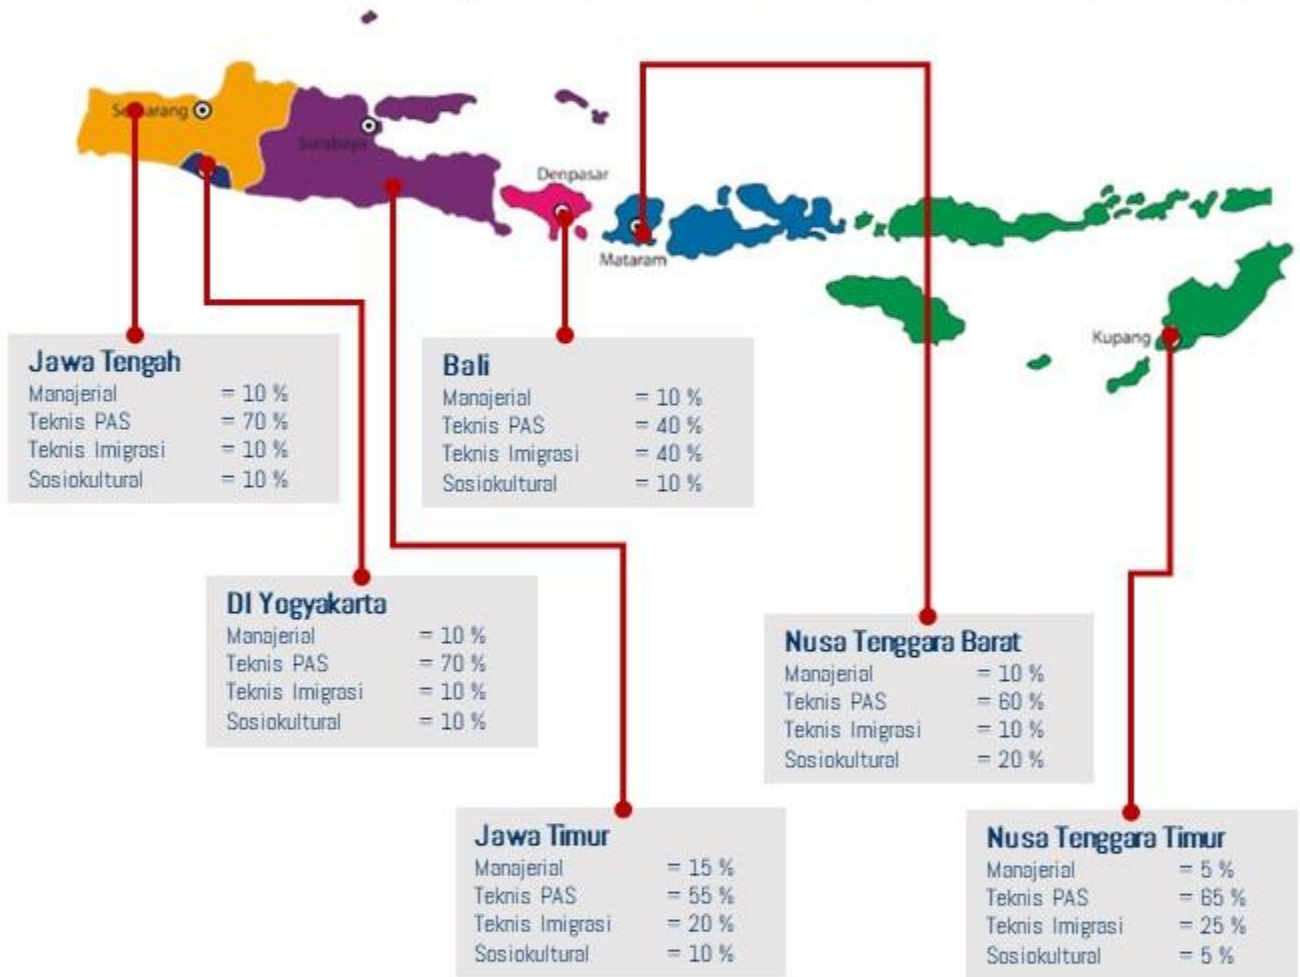 Semarang
Surabaya
Denpasar
Mataram
Kupang
Jawa Tengah
Manajerial = 10 %
Teknis PAS = 70 %
Teknis Imigrasi = 10 %
Sosiokultural = 10 %
Bali
Manajerial = 10 %
Teknis PAS = 40 %
Teknis Imigrasi = 40 %
Sosiokultural = 10 %
DI Yogyakarta
Manajerial = 10 %
Teknis PAS = 70 %
Teknis Imigrasi = 10 %
Sosiokultural = 10 %
Nusa Tenggara Barat
Manajerial = 10 %
Teknis PAS = 60 %
Teknis Imigrasi = 10 %
Sosiokultural = 20 %
Jawa Timur
Manajerial = 15 %
Teknis PAS = 55 %
Teknis Imigrasi = 20 %
Sosiokultural = 10 %
Nusa Tenggara Timur
Manajerial = 5 %
Teknis PAS = 65 %
Teknis Imigrasi = 25 %
Sosiokultural = 5 %